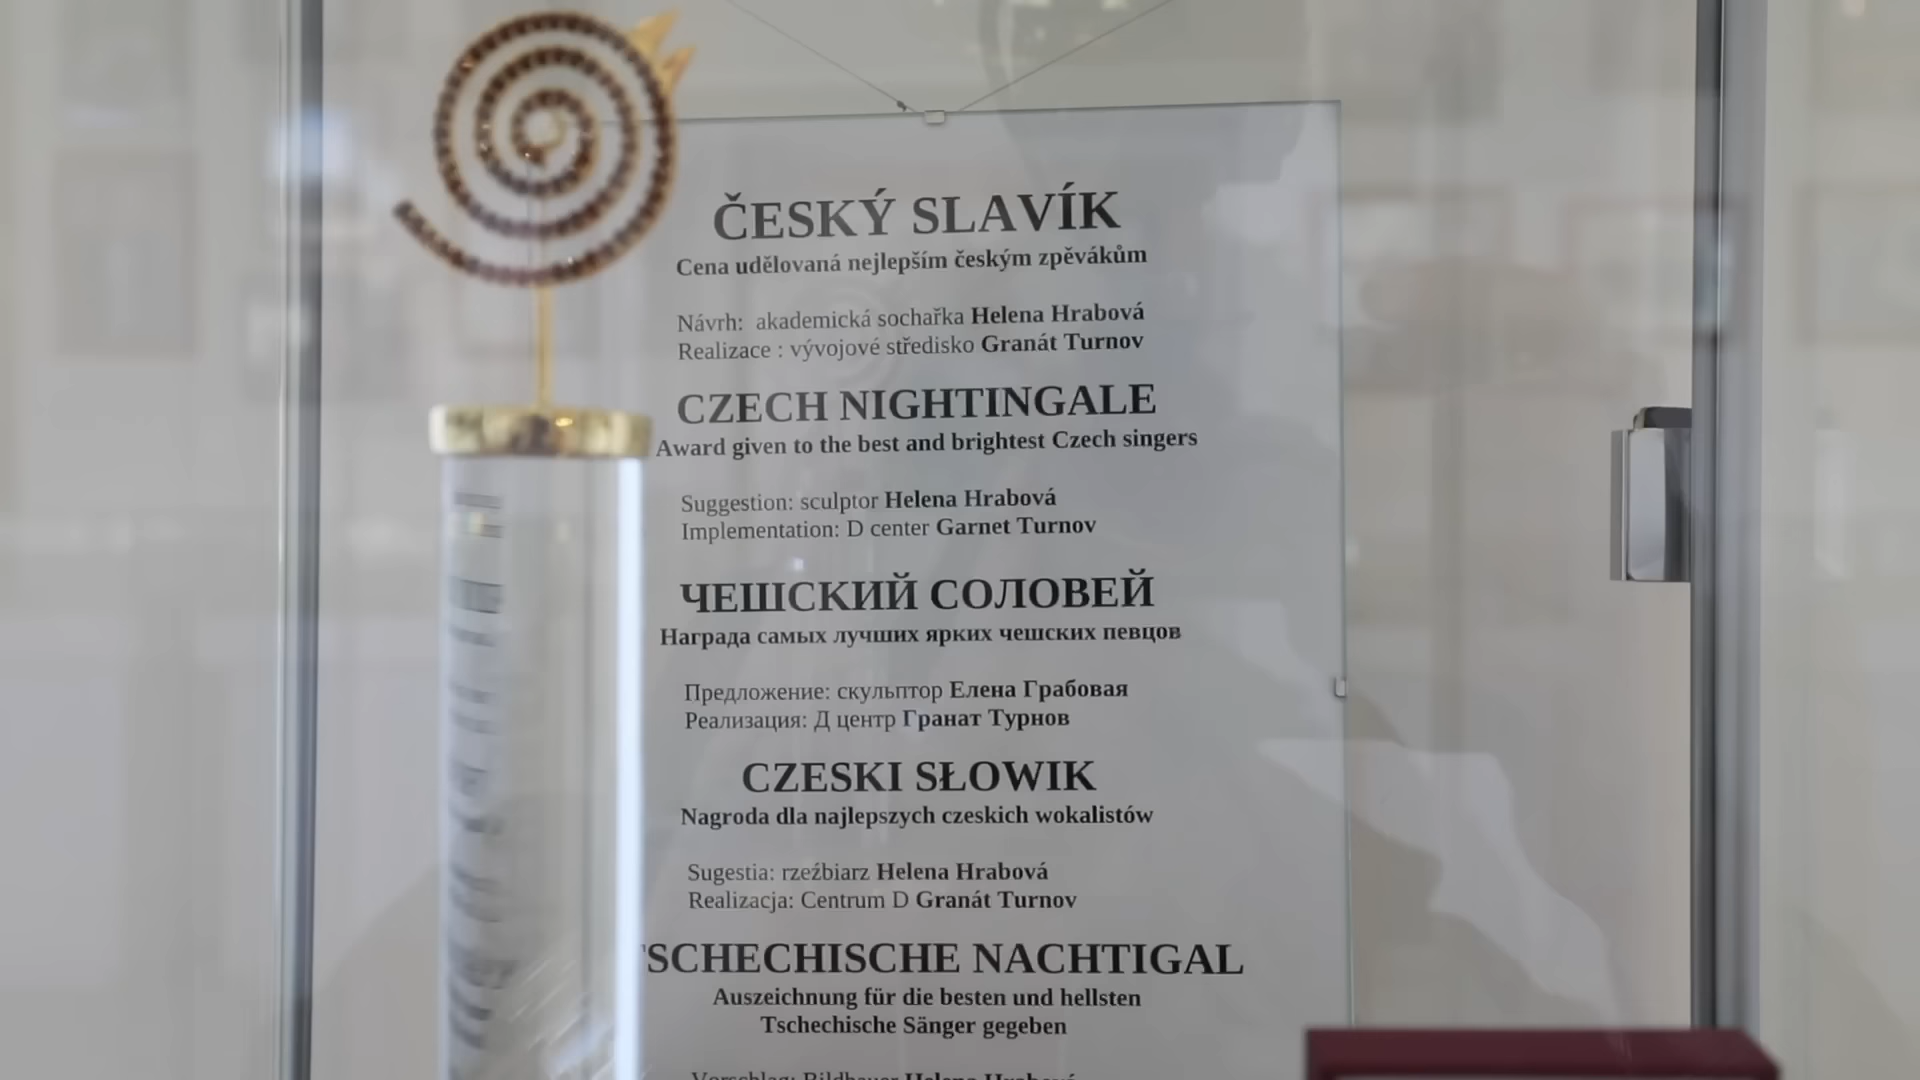 ČESKÝ SLAVÍK
Cena udělovaná nejlepším českým zpěvákům
Návrh: akademická sochařka Helena Hrabová
Realizace : vývojové středisko Granát Turnov
CZECH NIGHTINGALE
Award given to the best and brightest Czech singers
Suggestion: sculptor Helena Hrabová
Implementation: D center Garnet Turnov
ЧЕШСКИЙ СОЛОВЕЙ
Награда самых лучших ярких чешских певцов
Предложение: скульптор Елена Грабовая
Реализация: Д центр Гранат Турнов
CZESKI SŁOWIK
Nagroda dla najlepszych czeskich wokalistów
Sugestia: rzeźbiarz Helena Hrabová
Realizacja: Centrum D Granát Turnov
TSCHECHISCHE NACHTIGAL
Auszeichnung für die besten und hellsten
Tschechische Sänger gegeben
Vorschlag: Bildhauer Helena Hrabová